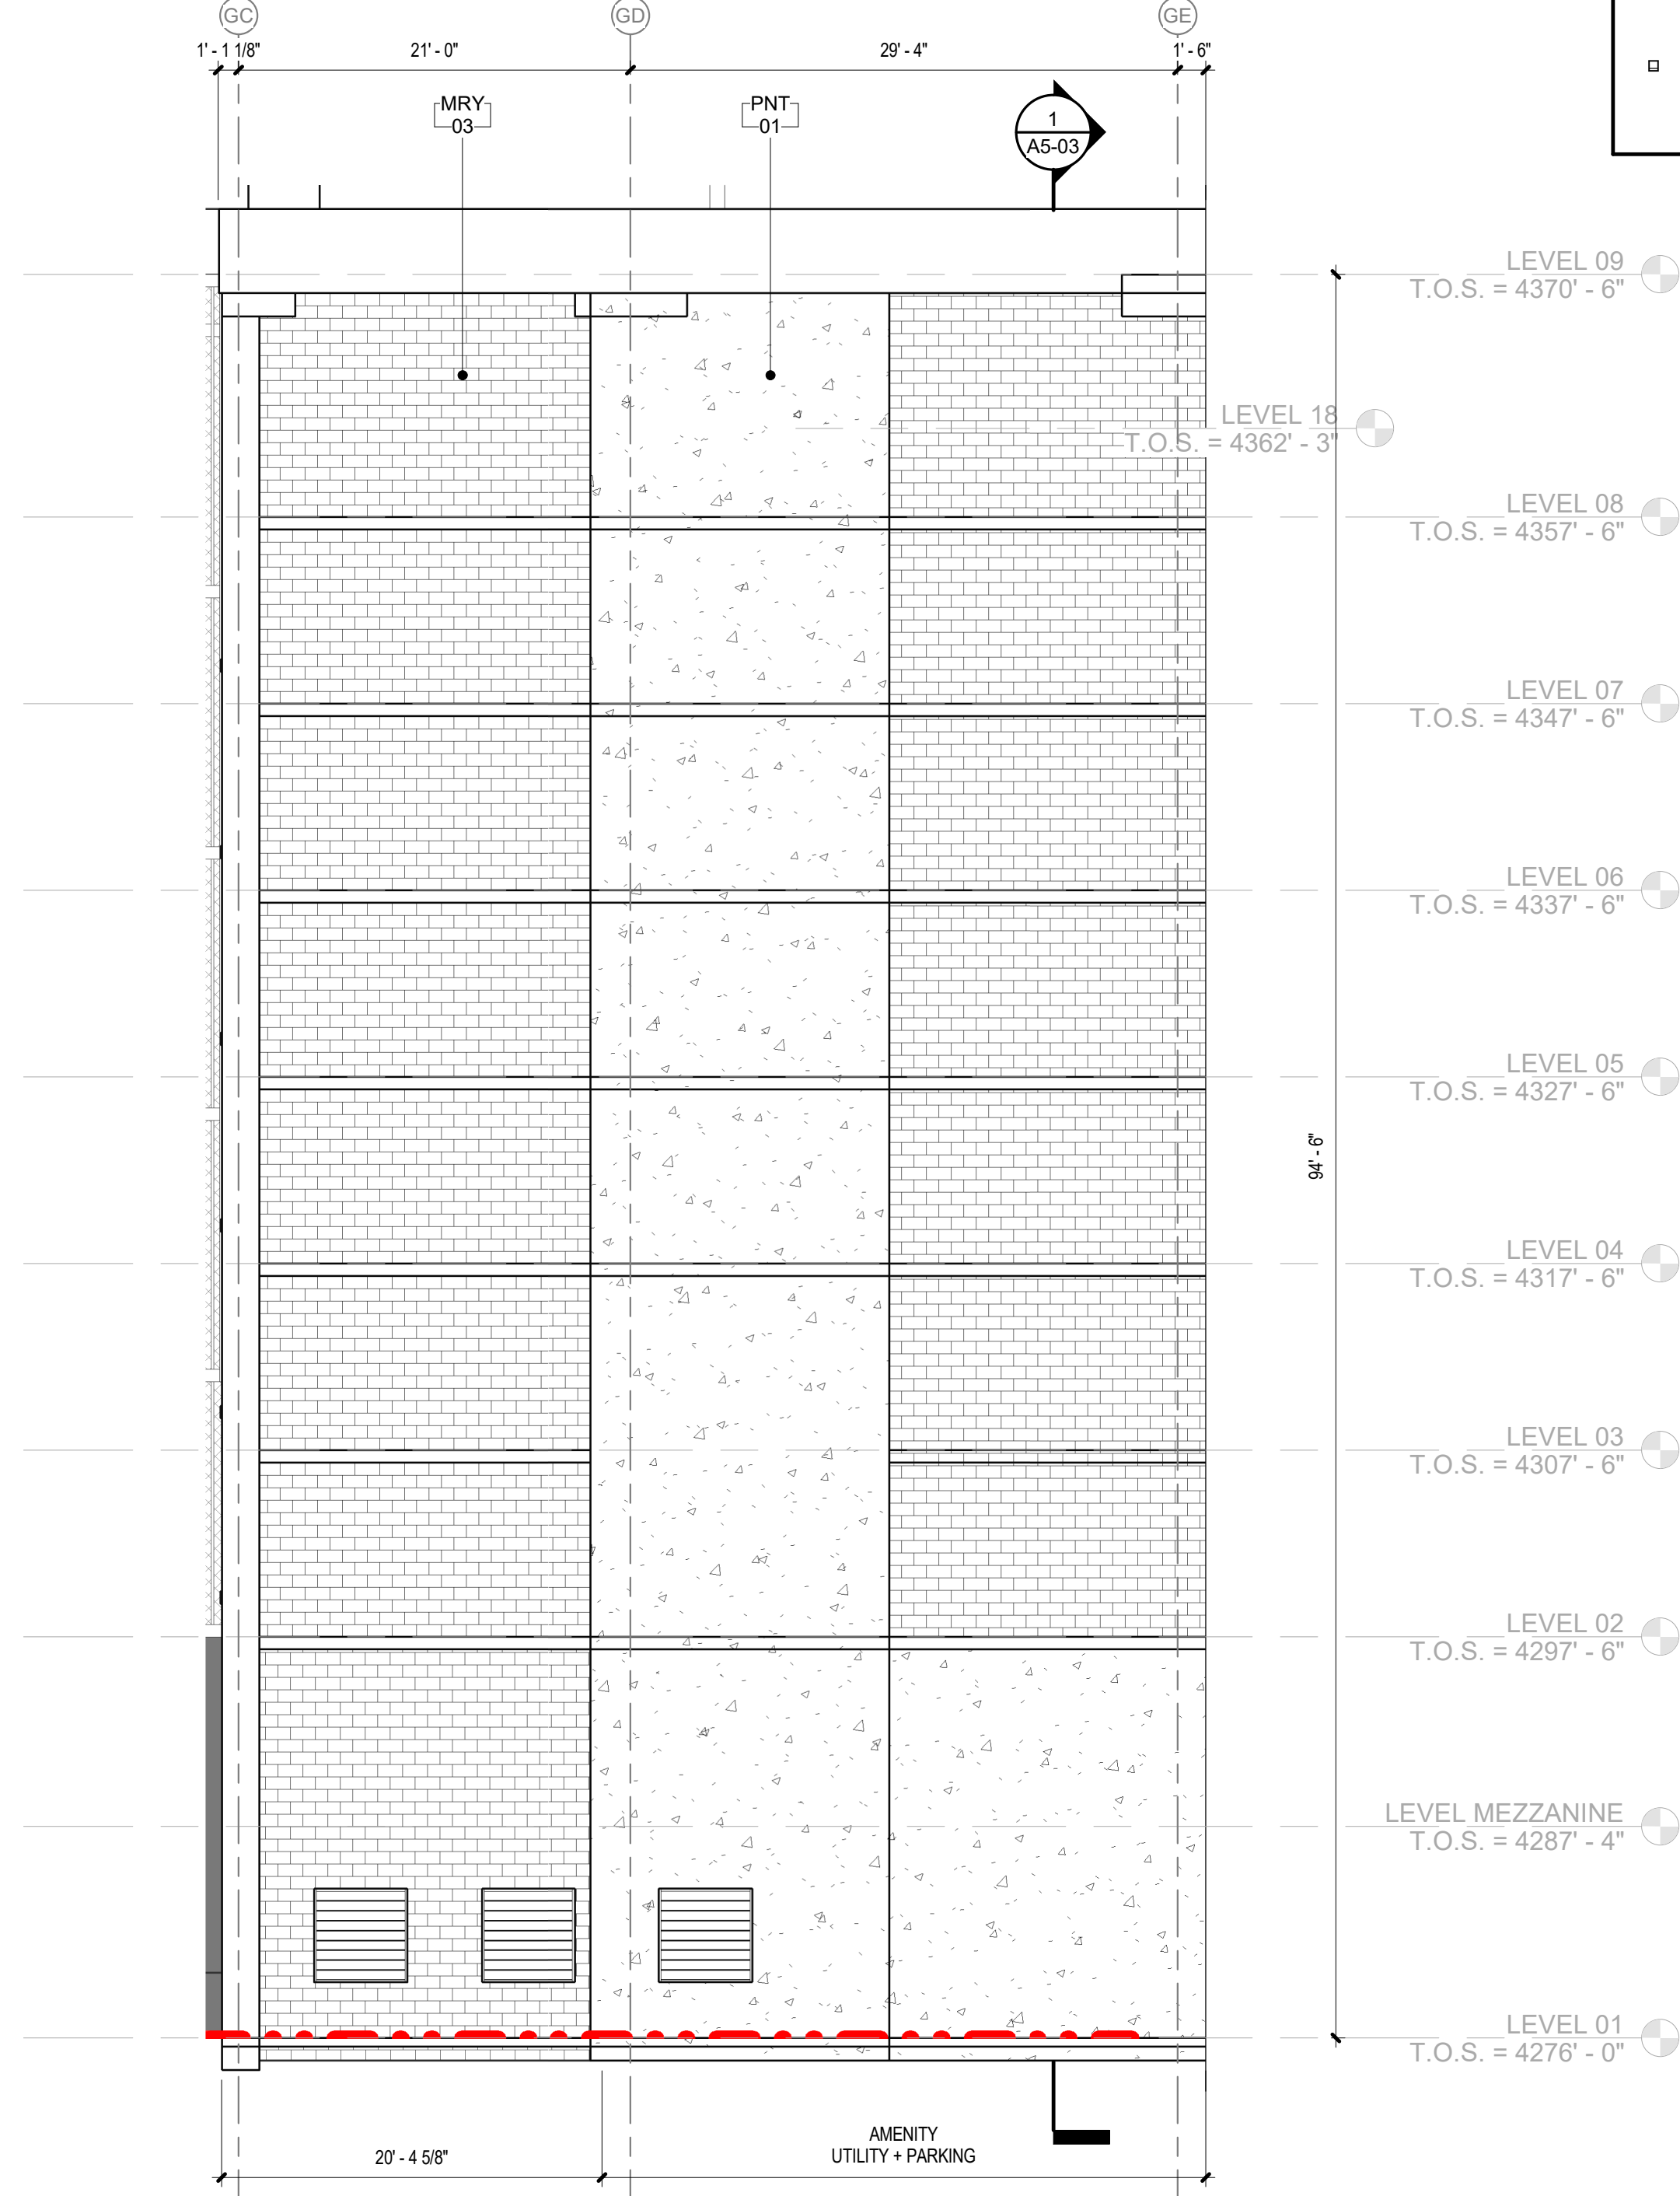 GC
GD
GE
1' - 1 1/8"
21' - 0"
29' - 4"
1' - 6"
MRY
03
PNT
01
1
A5-03
LEVEL 09
T.O.S. = 4370' - 6"
LEVEL 18
T.O.S. = 4362' - 3"
LEVEL 08
T.O.S. = 4357' - 6"
LEVEL 07
T.O.S. = 4347' - 6"
LEVEL 06
T.O.S. = 4337' - 6"
LEVEL 05
T.O.S. = 4327' - 6"
94' - 6"
LEVEL 04
T.O.S. = 4317' - 6"
LEVEL 03
T.O.S. = 4307' - 6"
LEVEL 02
T.O.S. = 4297' - 6"
LEVEL MEZZANINE
T.O.S. = 4287' - 4"
LEVEL 01
T.O.S. = 4276' - 0"
20' - 4 5/8"
AMENITY
UTILITY + PARKING